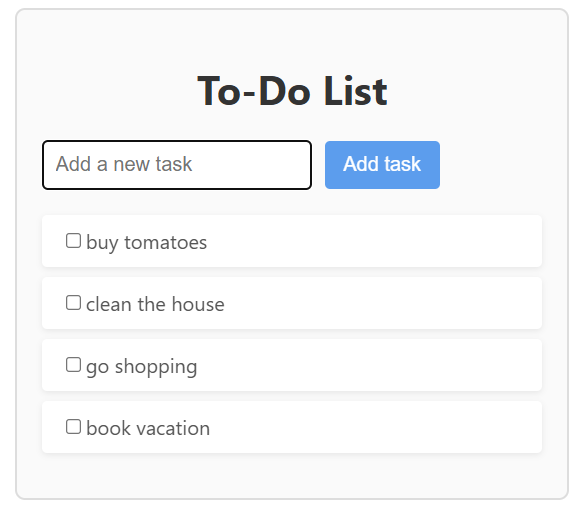 To-Do List
Add a new task
Add task
buy tomatoes
clean the house
go shopping
book vacation